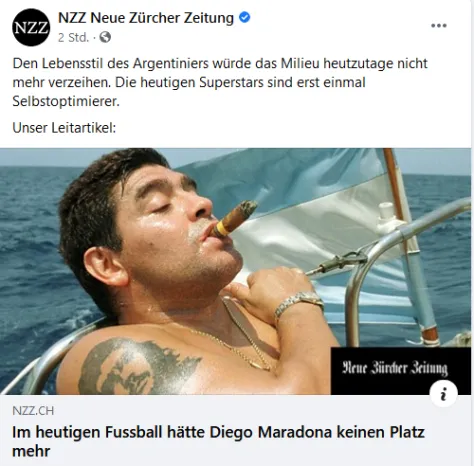 NZZ
NZZ Neue Zürcher Zeitung
2 Std. ·
Den Lebensstil des Argentiniers würde das Milieu heutzutage nicht
mehr verzeihen. Die heutigen Superstars sind erst einmal
Selbstoptimierer.
Unser Leitartikel:
Neue Zürcher Zeitung
i
NZZ.CH
Im heutigen Fussball hätte Diego Maradona keinen Platz
mehr